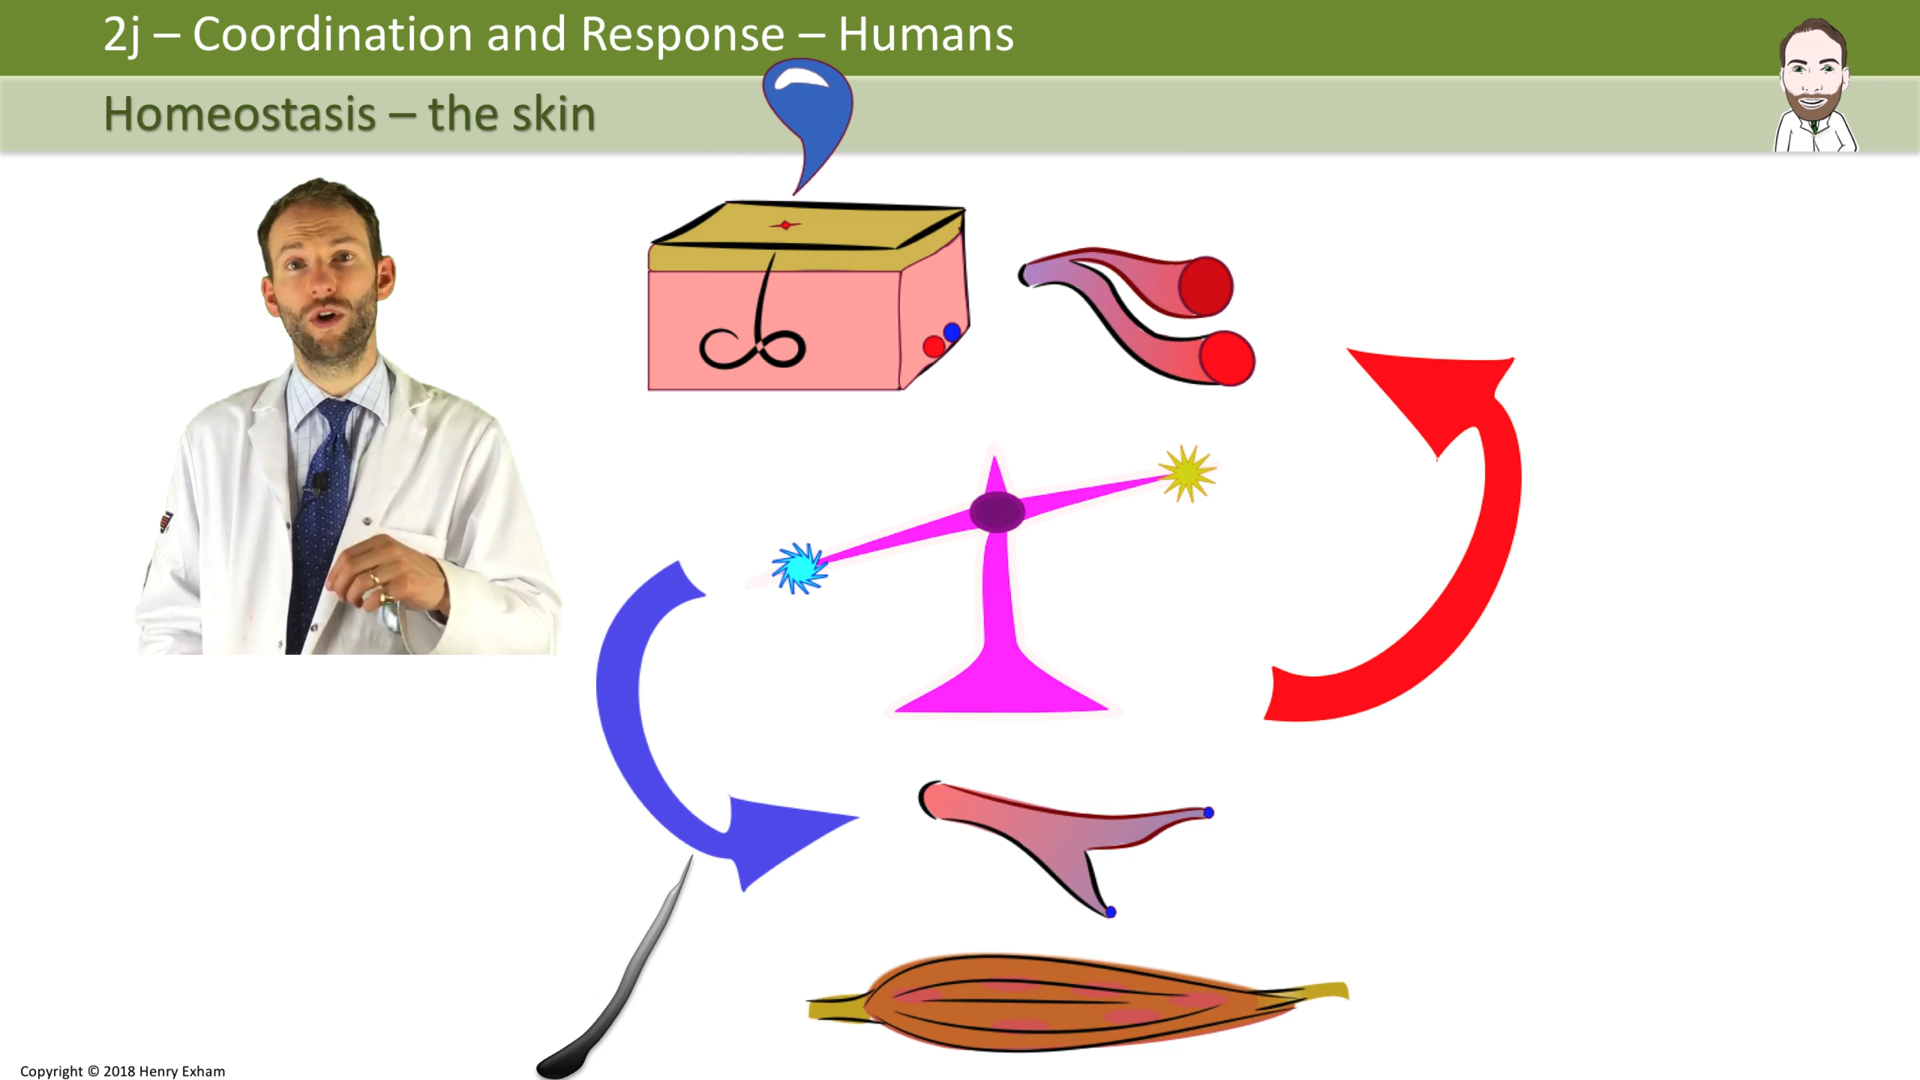 2j – Coordination and Response – Humans
Homeostasis – the skin
Copyright © 2018 Henry Exham